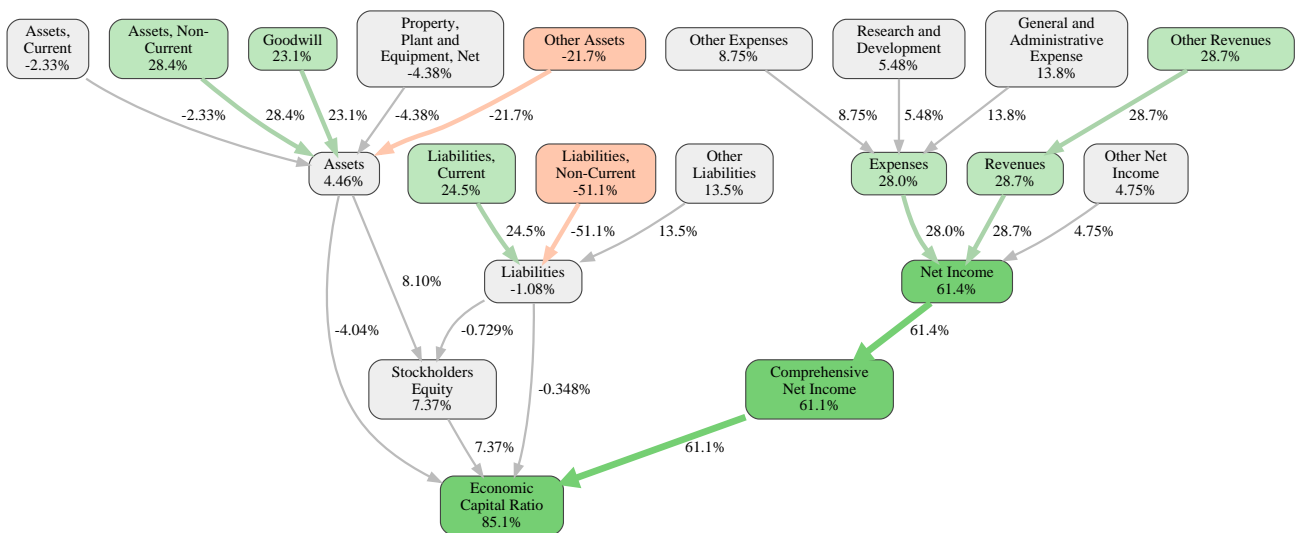 Assets,
Current
-2.33%
Assets, Non-
Current
28.4%
Goodwill
23.1%
Property,
Plant and
Equipment, Net
-4.38%
Other Assets
-21.7%
Other Expenses
8.75%
Research and
Development
5.48%
General and
Administrative
Expense
13.8%
Other Revenues
28.7%
-2.33%
28.4%
23.1%
-4.38%
-21.7%
8.75%
5.48%
13.8%
28.7%
Assets
4.46%
Liabilities,
Current
24.5%
Liabilities,
Non-Current
-51.1%
Other
Liabilities
13.5%
Expenses
28.0%
Revenues
28.7%
Other Net
Income
4.75%
24.5%
-51.1%
13.5%
28.0%
28.7%
4.75%
Liabilities
-1.08%
Net Income
61.4%
8.10%
-4.04%
-0.729%
61.4%
Stockholders
Equity
7.37%
-0.348%
Comprehensive
Net Income
61.1%
7.37%
61.1%
Economic
Capital Ratio
85.1%